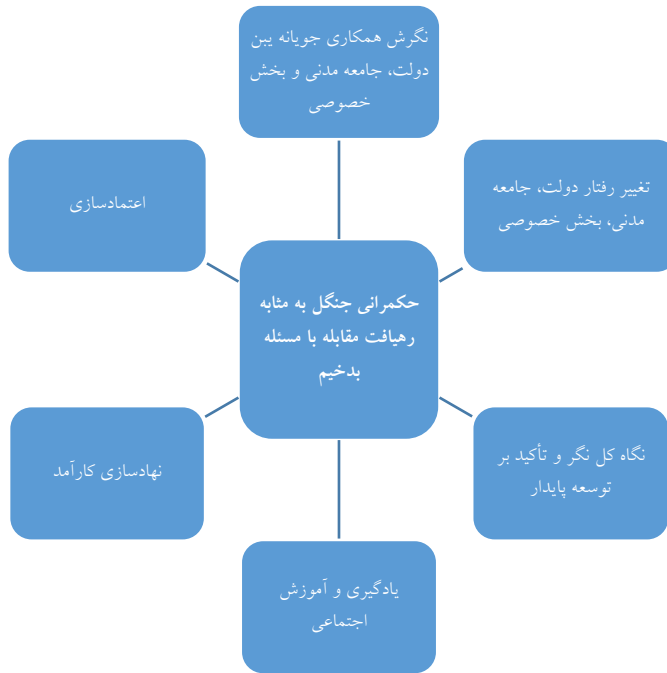 نگرش همکاری جویانه بین
دولت، جامعه مدنی و بخش
خصوصی
تغییر رفتار دولت، جامعه
مدنی، بخش خصوصی
اعتمادسازی
حکمرانی جنگل به مثابه
رهیافت مقابله با مسئله
بدخیم
نگاه کل نگر و تأکید بر
توسعه پایدار
نهادسازی کارآمد
یادگیری و آموزش
اجتماعی